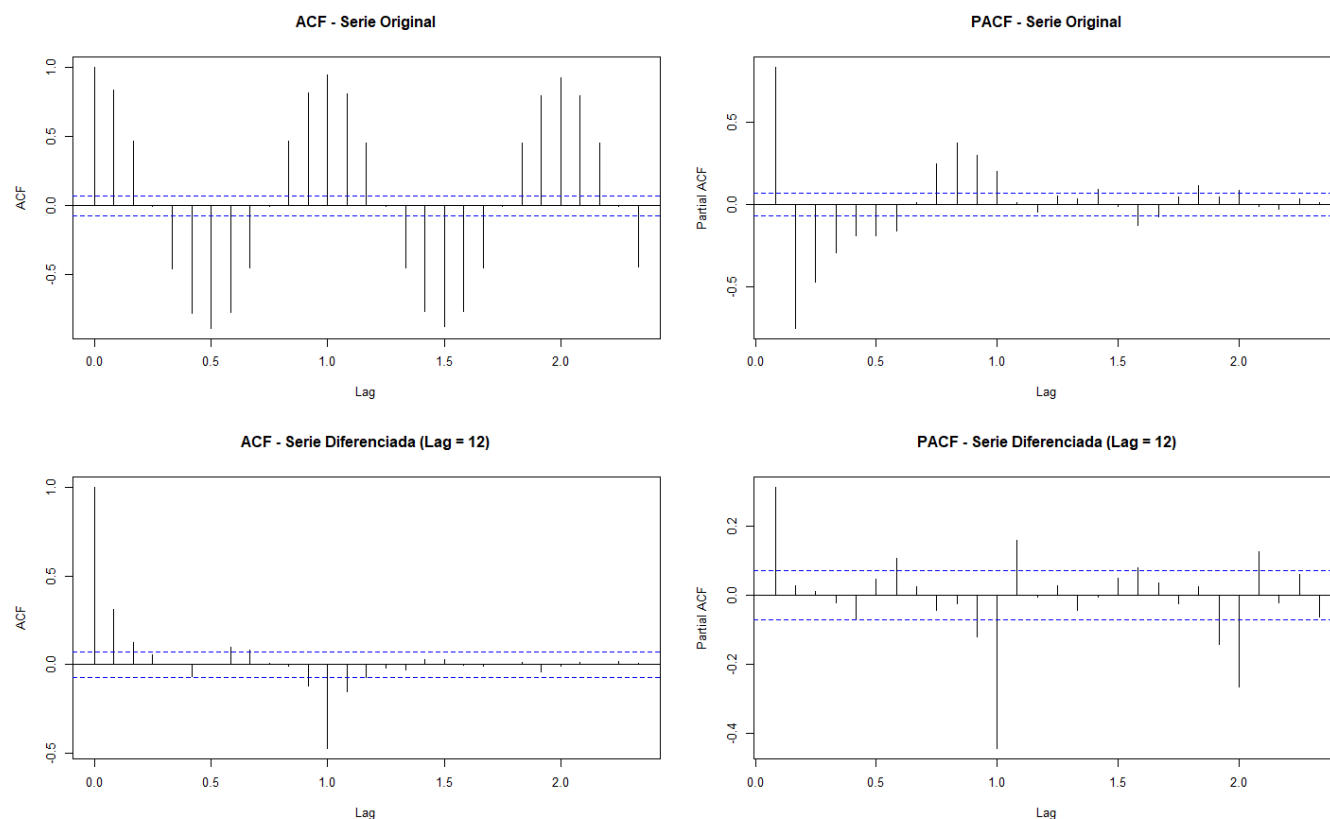 ACF - Serie Original
ACF
1.0
0.5
0.0
-0.5
0.0
0.5
1.0
1.5
2.0
Lag
PACF - Serie Original
Partial ACF
0.5
0.0
-0.5
0.0
0.5
1.0
1.5
2.0
Lag
ACF - Serie Diferenciada (Lag = 12)
ACF
1.0
0.5
0.0
-0.5
0.0
0.5
1.0
1.5
2.0
Lag
PACF - Serie Diferenciada (Lag = 12)
Partial ACF
0.2
0.0
-0.2
-0.4
0.0
0.5
1.0
1.5
2.0
Lag